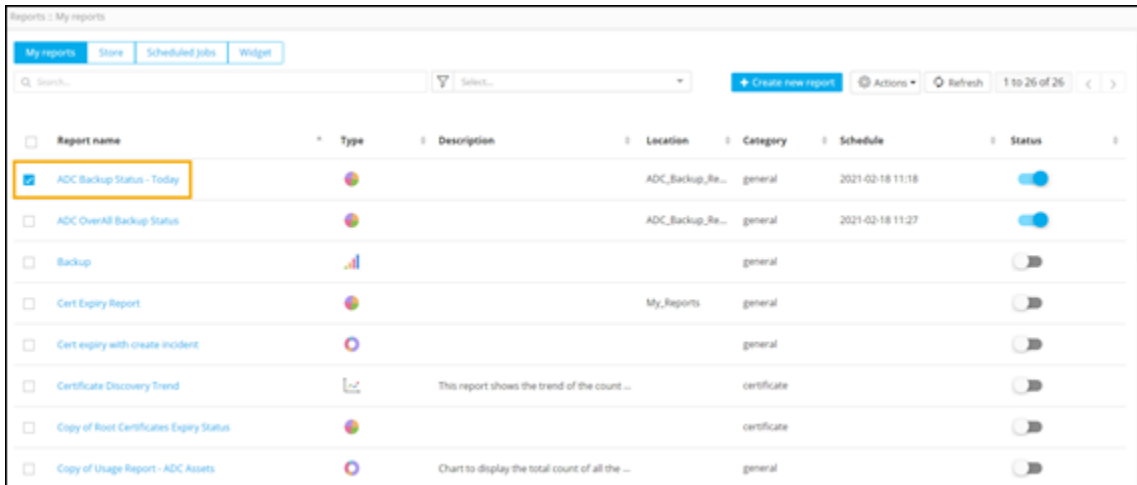 Reports :: My reports
My reports Store Scheduled Jobs Widget
Search... Select... + Create new report Actions Refresh 1 to 26 of 26 < >
Report name Type Description Location Category Schedule Status
ADC Backup Status - Today ADC_Backup_Re... general 2021-02-18 11:18
ADC OverAll Backup Status ADC_Backup_Re... general 2021-02-18 11:27
Backup general
Cert Expiry Report My_Reports general
Cert expiry with create incident general
Certificate Discovery Trend This report shows the trend of the count ... certificate
Copy of Root Certificates Expiry Status certificate
Copy of Usage Report - ADC Assets Chart to display the total count of all the ... general